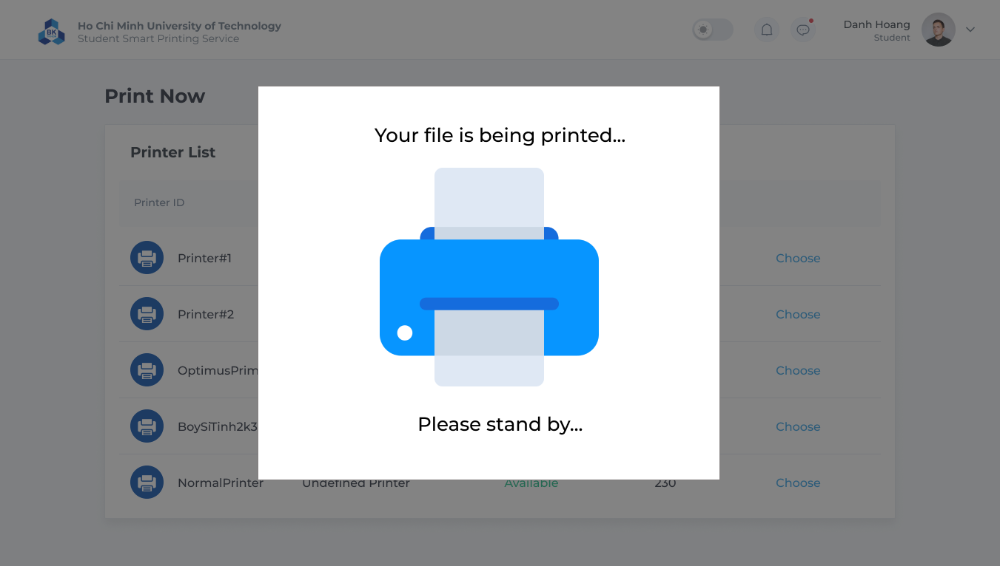 BK
Ho Chi Minh University of Technology
Student Smart Printing Service
Danh Hoang
Student
Print Now
Your file is being printed...
Printer List
Printer ID
Printer#1 Choose
Printer#2 Choose
Choose
BoySiTinh2k3 Choose
Please stand by...
NormalPrinter Undefined Printer Available 230 Choose